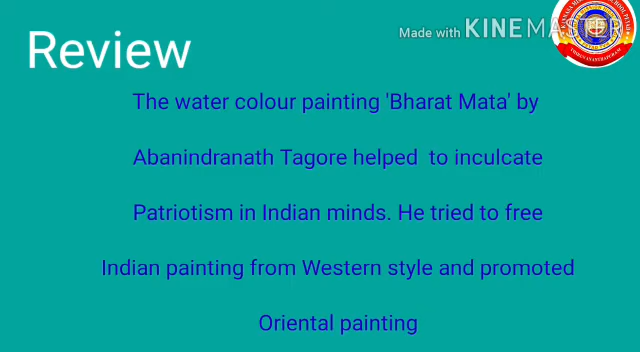 Made with KINEMASTER
Review
The water colour painting 'Bharat Mata' by
Abanindranath Tagore helped to inculcate
Patriotism in Indian minds. He tried to free
Indian painting from Western style and promoted
Oriental painting